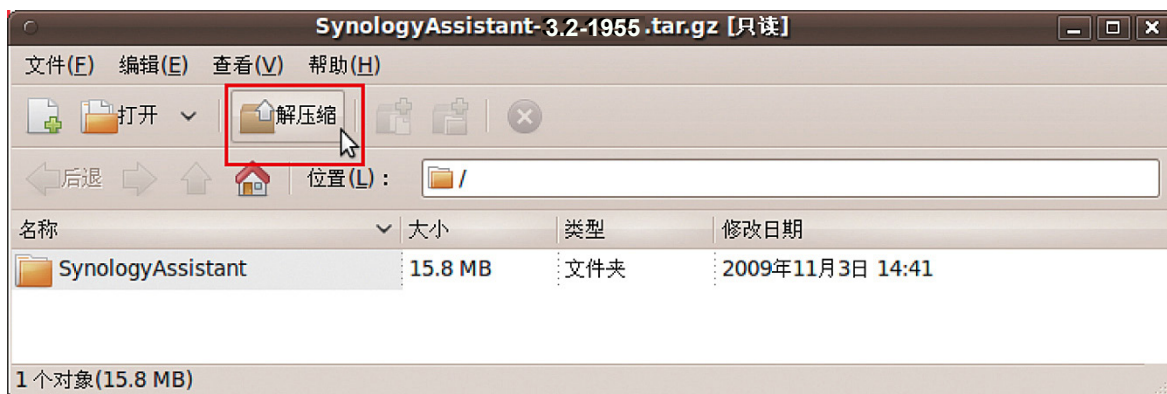 SynologyAssistant-3.2-1955.tar.gz [只读]
文件(F) 编辑(E) 查看(V) 帮助(H)
打开 解压缩
后退 位置(L)： /
名称 大小 类型 修改日期
SynologyAssistant 15.8 MB 文件夹 2009年11月3日 14:41
1 个对象(15.8 MB)